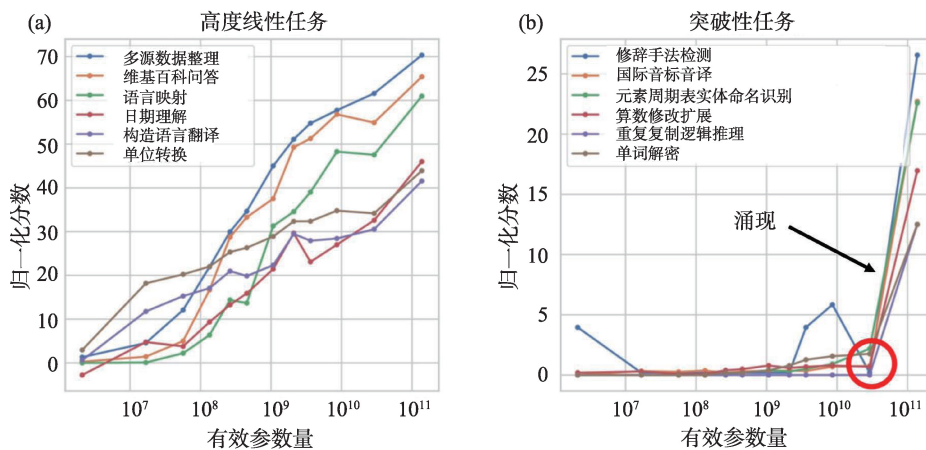 (a)
高度线性任务
70
60
50
40
30
20
10
0
归一化分数
多源数据整理
维基百科问答
语言映射
日期理解
构造语言翻译
单位转换
10⁷
10⁸
10⁹
10¹⁰
10¹¹
有效参数量
(b)
突破性任务
25
20
15
10
5
0
归一化分数
修辞手法检测
国际音标音译
元素周期表实体命名识别
算数修改扩展
重复复制逻辑推理
单词解密
涌现
10⁷
10⁸
10⁹
10¹⁰
10¹¹
有效参数量